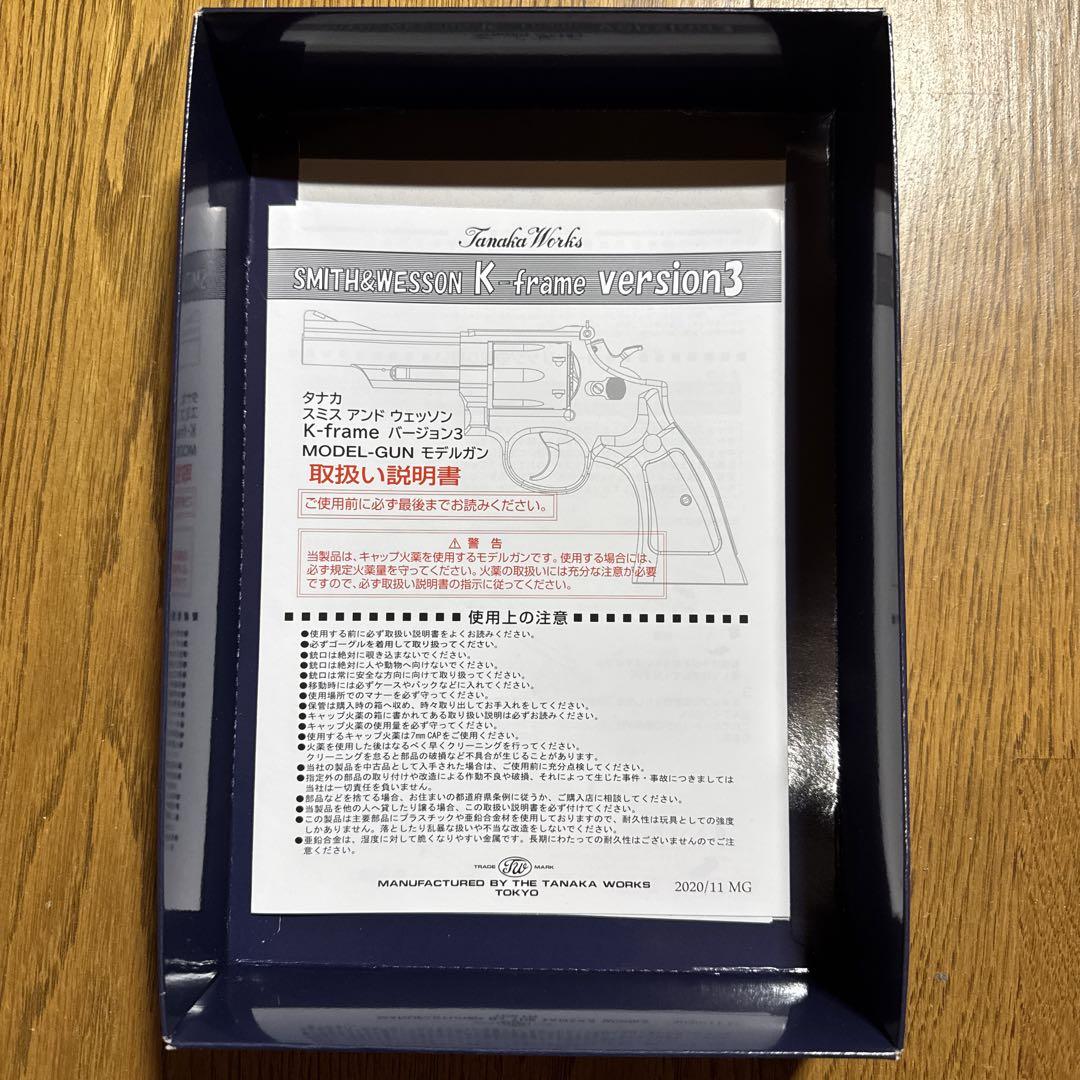 Tanaka Works
SMITH&WESSON K-frame version3
タナカ
スミス アンド ウェッソン
K-frame バージョン3
MODEL-GUN モデルガン
取扱い説明書
ご使用前に必ず最後までお読みください。
⚠ 警 告
当製品は、キャップ火薬を使用するモデルガンです。使用する場合には、
必ず規定火薬量を守ってください。火薬の取扱いには充分な注意が必要
ですので、必ず取扱い説明書の指示に従ってください。
使用上の注意
●使用する前に必ず取扱い説明書をよくお読みください。
●必ずゴーグルを着用して取り扱ってください。
●銃口は絶対に覗き込まないでください。
●銃口は絶対に人や動物へ向けないでください。
●銃口は常に安全な方向に向けて取り扱ってください。
●移動時には必ずケースやバックなどに入れてください。
●使用場所でのマナーを必ず守ってください。
●保管は購入時の箱へ収め、時々取り出してお手入れをしてください。
●キャップ火薬の箱に書かれてある取り扱い説明は必ずお読みください。
●キャップ火薬の使用量を必ず守ってください。
●使用するキャップ火薬は7mm CAPをご使用ください。
●火薬を使用した後はなるべく早くクリーニングを行ってください。
クリーニングを怠ると部品の破損など不具合が生じることがあります。
●当社の製品を中古品として入手された場合は、ご使用前に充分点検してください。
●指定外の部品の取り付けや改造による作動不良や破損、それによって生じた事件・事故につきましては
当社は一切責任を負いません。
●部品などを捨てる場合、お住まいの都道府県条例に従うか、ご購入店に相談してください。
●当製品を他の人へ貸したり譲る場合、この取扱い説明書を必ず付けてください。
●この製品は主要部品にプラスチックや亜鉛合金材を使用しておりますので、耐久性は玩具としての強度
しかありません。落としたり乱暴な扱いや不当な改造をしないでください。
●亜鉛合金は、湿度に対して脆くなりやすい金属です。長期にわたっての耐久性はございませんのでご注
意ください。
TRADE TW MARK
MANUFACTURED BY THE TANAKA WORKS
TOKYO
2020/11 MG